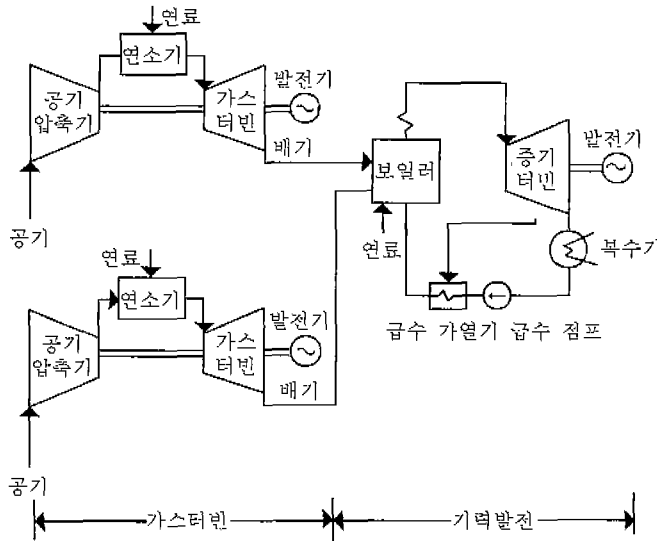 연료
연소기
공기
압축기
가스
터빈
발전기
배기
공기
보일러
연료
증기
터빈
발전기
복수기
급수 가열기 급수 점프
연료
연소기
공기
압축기
가스
터빈
발전기
배기
공기
가스터빈
기력발전